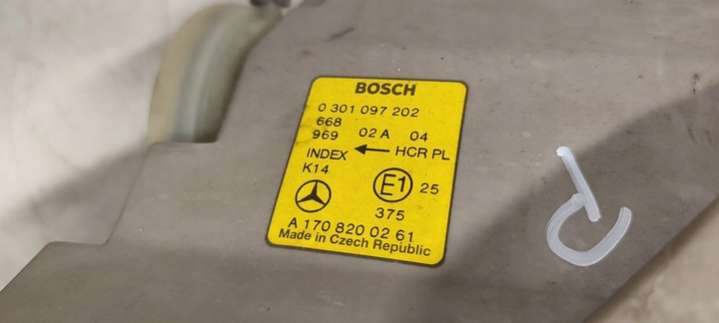 BOSCH
0 301 097 202
668
969 02 A 04
INDEX ← HCR PL
K14
E1 25
375
A 170 820 02 61
Made in Czech Republic